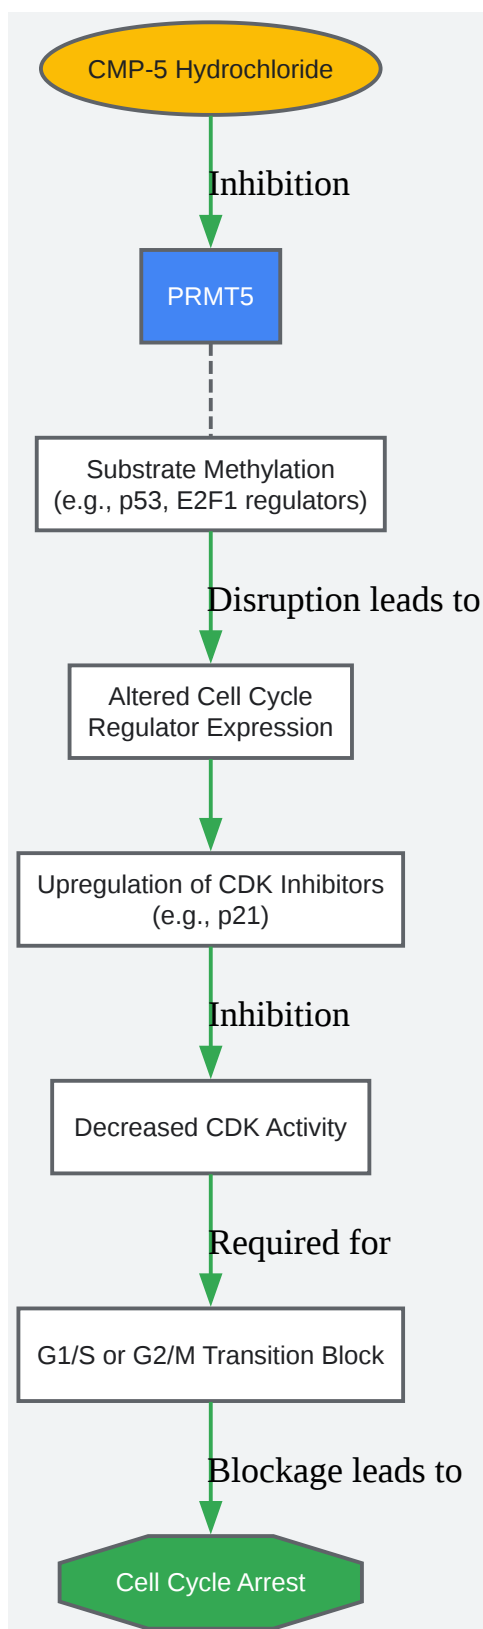 CMP-5 Hydrochloride
Inhibition
PRMT5
Substrate Methylation
(e.g., p53, E2F1 regulators)
Disruption leads to
Altered Cell Cycle
Regulator Expression
Upregulation of CDK Inhibitors
(e.g., p21)
Inhibition
Decreased CDK Activity
Required for
G1/S or G2/M Transition Block
Blockage leads to
Cell Cycle Arrest